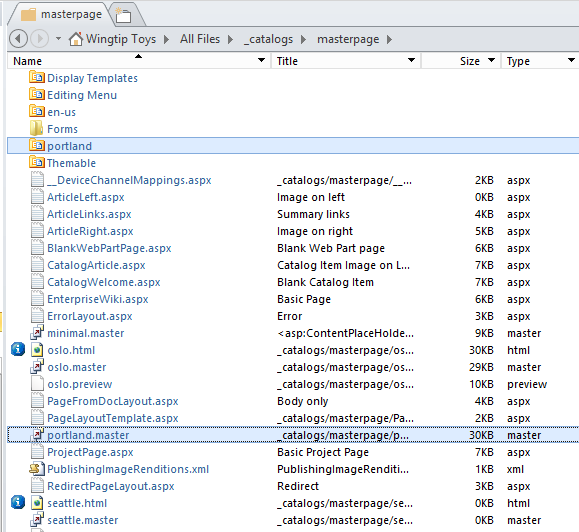 masterpage
Wingtip Toys All Files _catalogs masterpage
Name Title Size Type
Display Templates
Editing Menu
en-us
Forms
portland
Themable
__DeviceChannelMappings.aspx _catalogs/masterpage/__... 2KB aspx
ArticleLeft.aspx Image on left 0KB aspx
ArticleLinks.aspx Summary links 4KB aspx
ArticleRight.aspx Image on right 5KB aspx
BlankWebPartPage.aspx Blank Web Part page 6KB aspx
CatalogArticle.aspx Catalog Item Image on L... 7KB aspx
CatalogWelcome.aspx Blank Catalog Item 7KB aspx
EnterpriseWiki.aspx Basic Page 6KB aspx
ErrorLayout.aspx Error 3KB aspx
minimal.master <asp:ContentPlaceHolde... 9KB master
oslo.html _catalogs/masterpage/os... 30KB html
oslo.master _catalogs/masterpage/os... 29KB master
oslo.preview _catalogs/masterpage/os... 10KB preview
PageFromDocLayout.aspx Body only 4KB aspx
PageLayoutTemplate.aspx _catalogs/masterpage/Pa... 2KB aspx
portland.master _catalogs/masterpage/p... 30KB master
ProjectPage.aspx Basic Project Page 7KB aspx
PublishingImageRenditions.xml PublishingImageRenditi... 1KB xml
RedirectPageLayout.aspx Redirect 3KB aspx
seattle.html _catalogs/masterpage/se... 0KB html
seattle.master _catalogs/masterpage/se... 0KB master